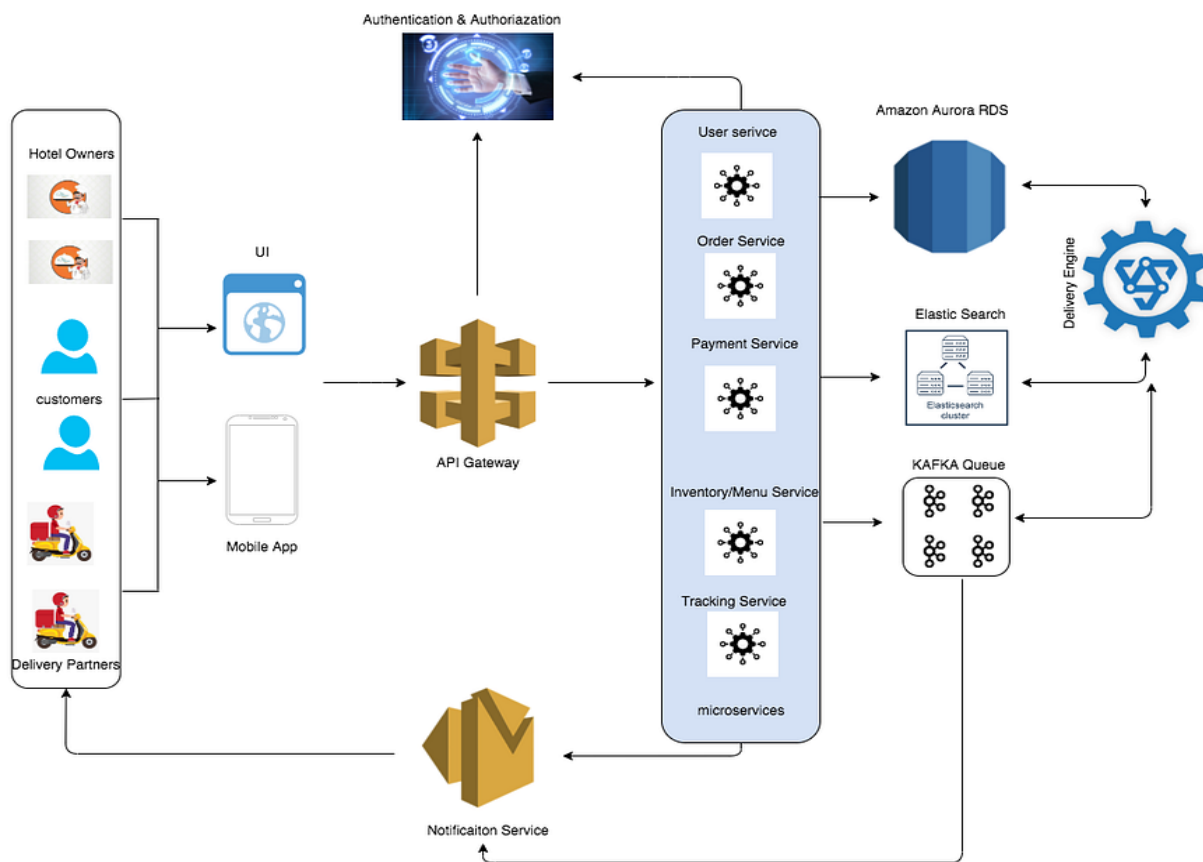 Authentication & Authoriazation
Hotel Owners
customers
Delivery Partners
UI
Mobile App
API Gateway
User serivce
Order Service
Payment Service
Inventory/Menu Service
Tracking Service
microservices
Amazon Aurora RDS
Elastic Search
Elasticsearch
cluster
KAFKA Queue
Delivery Engine
Notificaiton Service